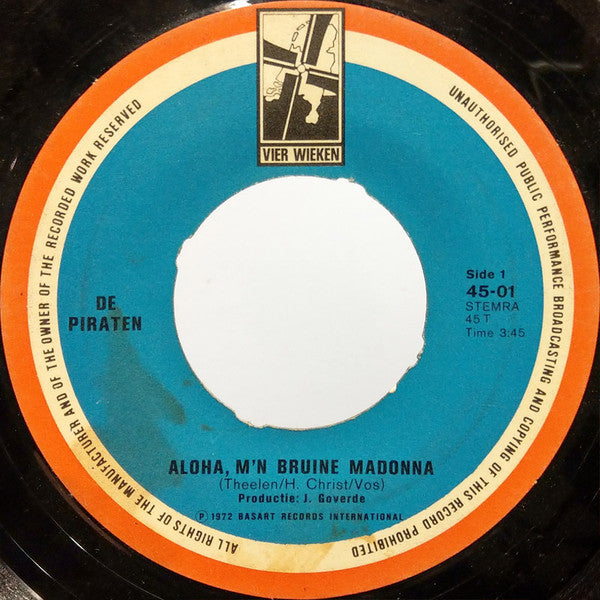 VIER WIEKEN
ALL RIGHTS OF THE MANUFACTURER AND OF THE OWNER OF THE RECORDED WORK RESERVED
UNAUTHORISED PUBLIC PERFORMANCE BROADCASTING AND COPYING OF THIS RECORD PROHIBITED
DE
PIRATEN
Side 1
45-01
STEMRA
45 T
Time 3:45
ALOHA, M'N BRUINE MADONNA
(Theelen/H. Christ/Vos)
Productie: J. Goverde
Ⓟ 1972 BASART RECORDS INTERNATIONAL